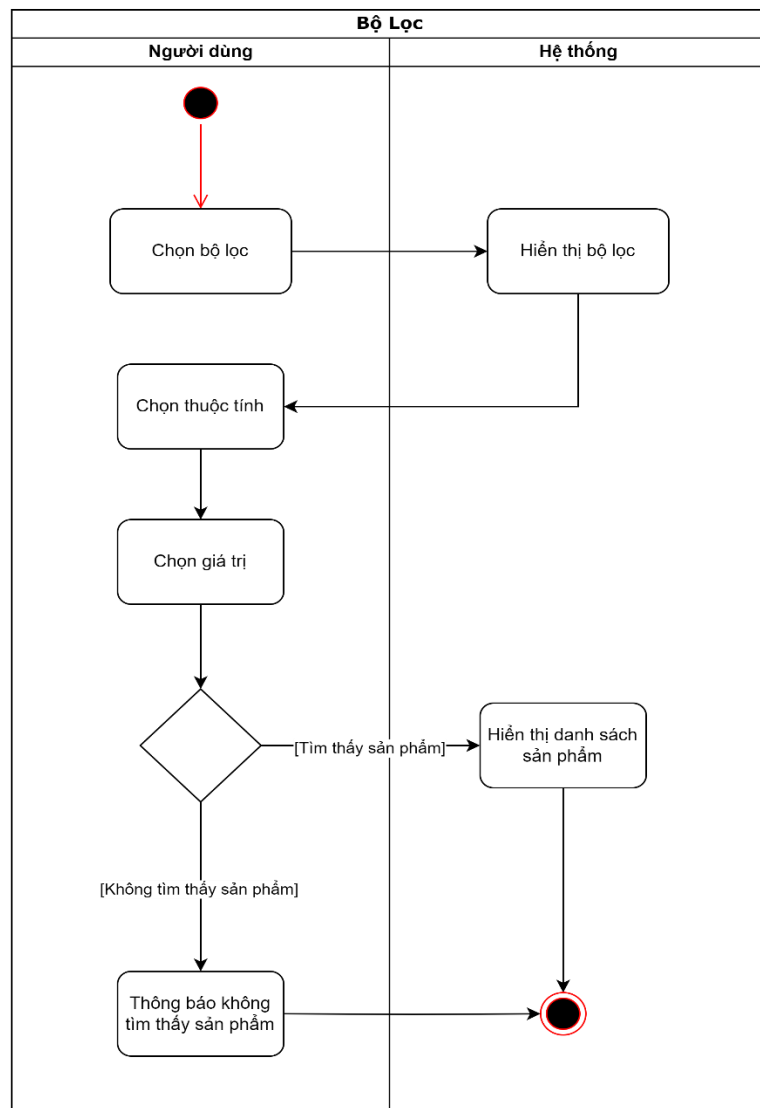 Bộ Lọc
Người dùng
Hệ thống
Chọn bộ lọc
Hiển thị bộ lọc
Chọn thuộc tính
Chọn giá trị
[Tìm thấy sản phẩm]
Hiển thị danh sách
sản phẩm
[Không tìm thấy sản phẩm]
Thông báo không
tìm thấy sản phẩm